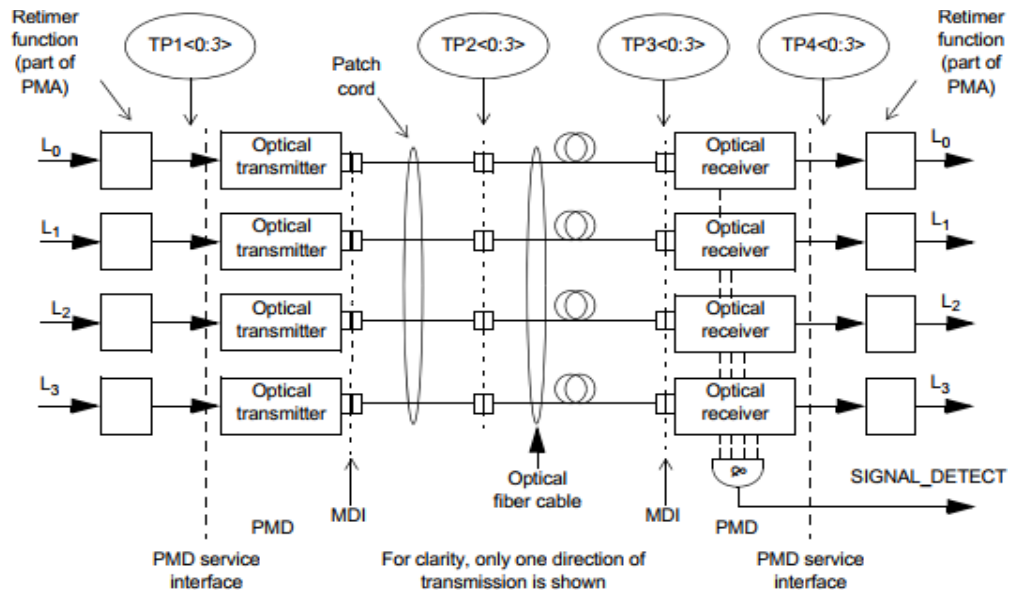 Retimer
function
(part of
PMA)
TP1<0:3>
Patch
cord
TP2<0:3>
TP3<0:3>
TP4<0:3>
Retimer
function
(part of
PMA)
L0
Optical
transmitter
Optical
receiver
L0
L1
Optical
transmitter
Optical
receiver
L1
L2
Optical
transmitter
Optical
receiver
L2
L3
Optical
transmitter
Optical
receiver
L3
&
SIGNAL_DETECT
Optical
fiber cable
MDI
MDI
PMD
PMD
PMD service
interface
For clarity, only one direction of
transmission is shown
PMD service
interface